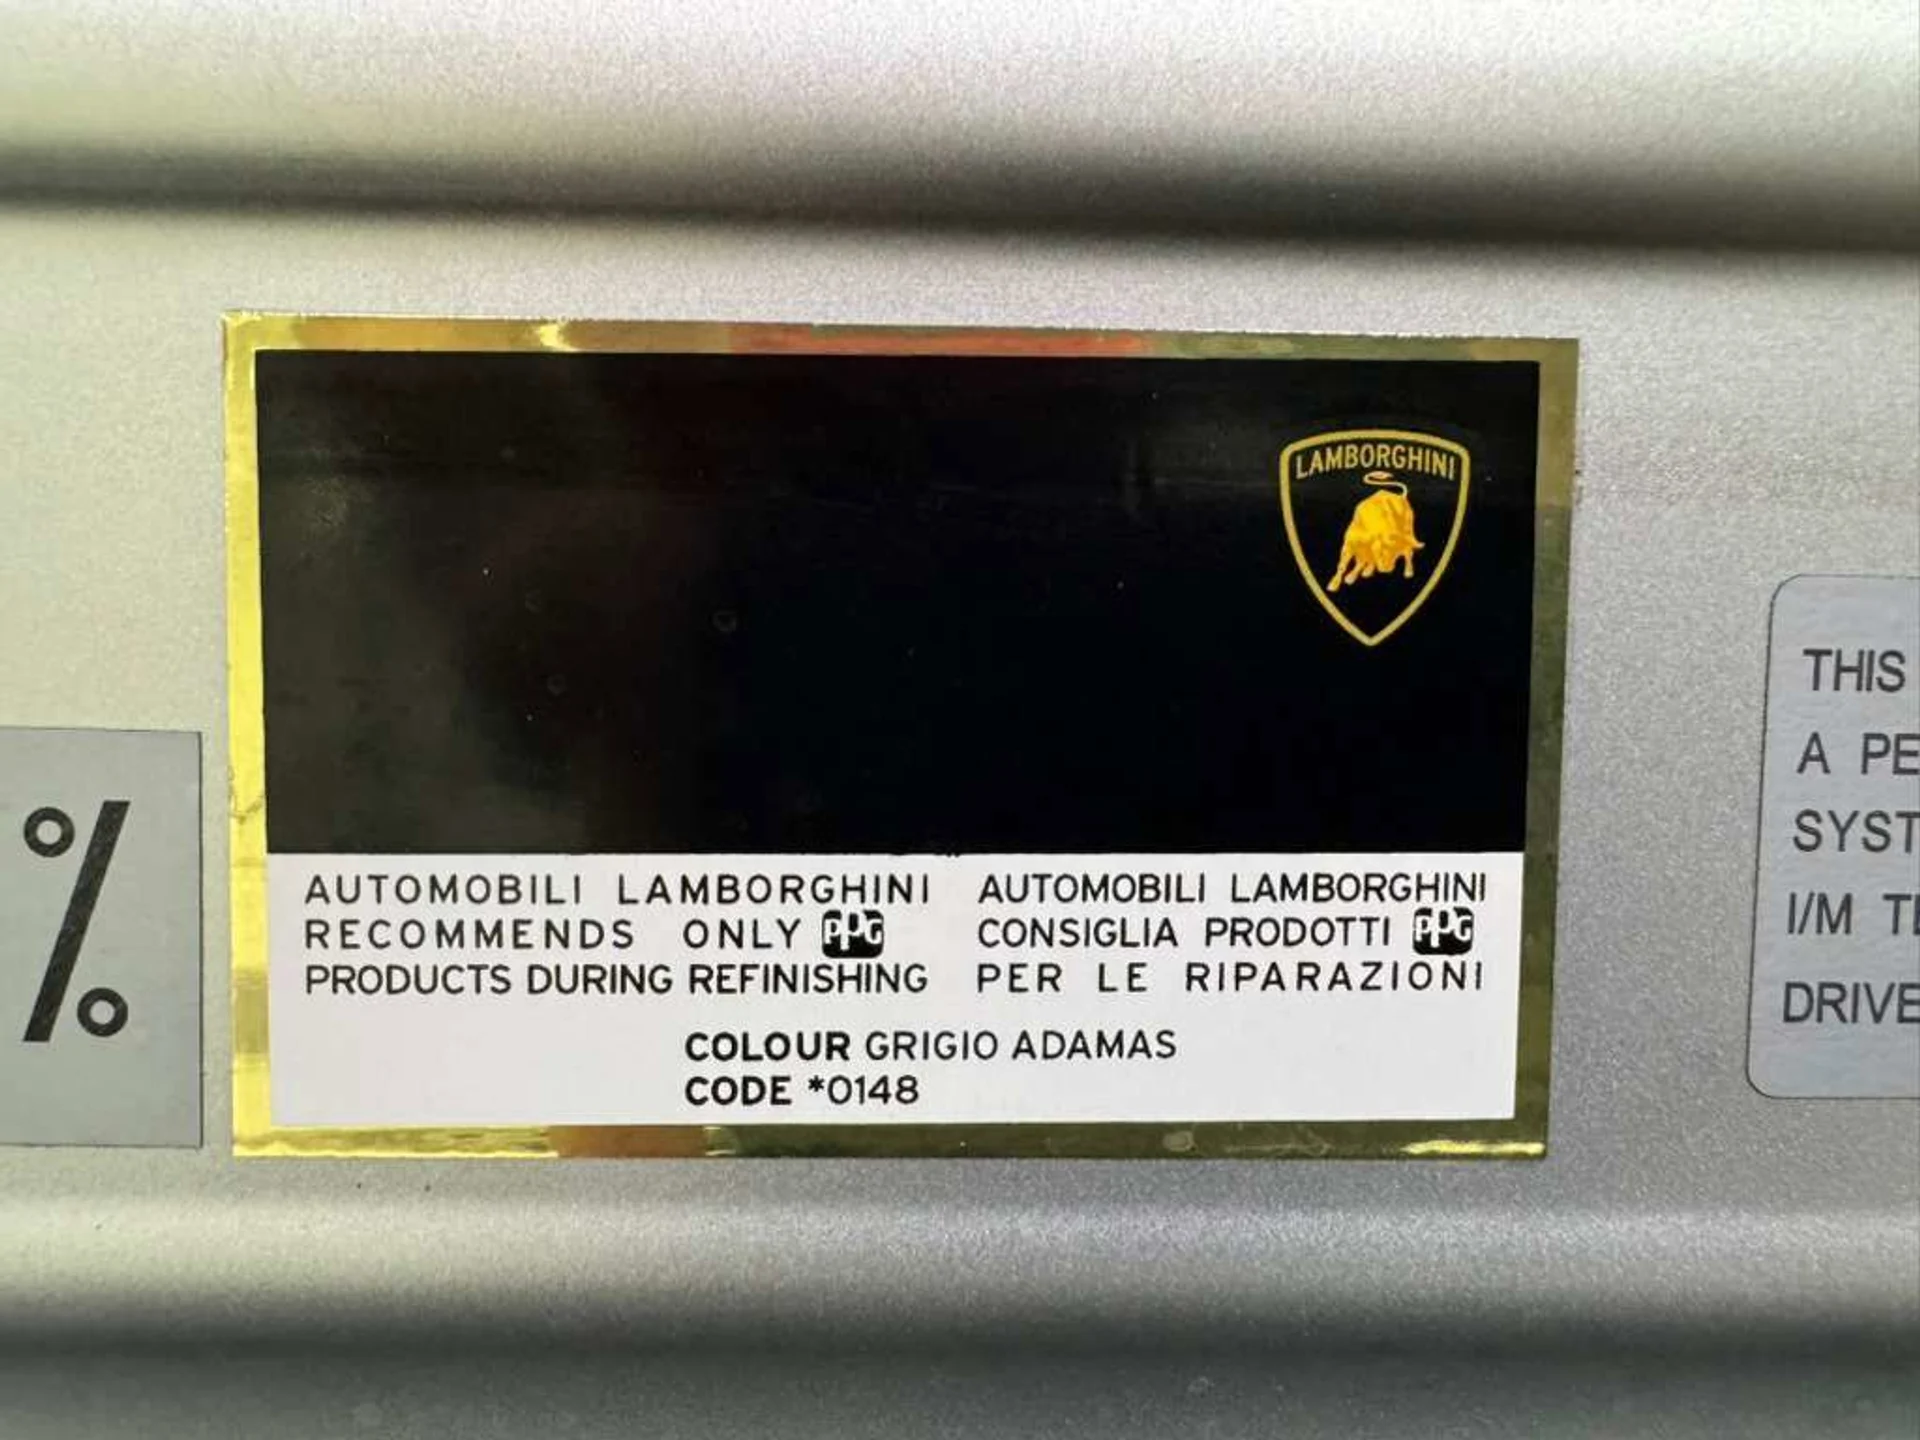 LAMBORGHINI
AUTOMOBILI LAMBORGHINI
RECOMMENDS ONLY PPG
PRODUCTS DURING REFINISHING
AUTOMOBILI LAMBORGHINI
CONSIGLIA PRODOTTI PPG
PER LE RIPARAZIONI
COLOUR GRIGIO ADAMAS
CODE *0148
%
THIS
A PE
SYST
I/M TE
DRIVE